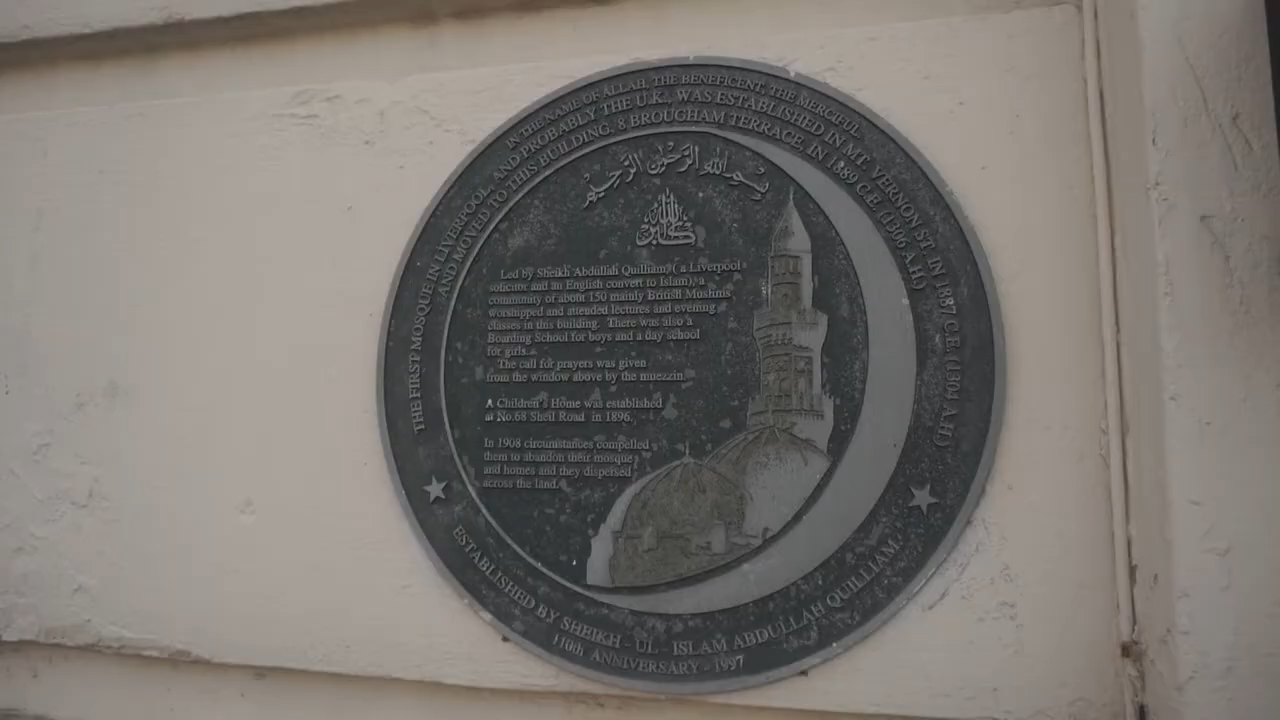 IN THE NAME OF ALLAH, THE BENEFICENT, THE MERCIFUL.
THE FIRST MOSQUE IN LIVERPOOL, AND PROBABLY THE U.K., WAS ESTABLISHED IN MT. VERNON ST. IN 1887 C.E. (1304 A.H.)
AND MOVED TO THIS BUILDING, 8 BROUGHAM TERRACE, IN 1889 C.E. (1306 A.H.)
بسم الله الرحمن الرحيم
الله أكبر
Led by Sheikh Abdullah Quilliam, ( a Liverpool
solicitor and an English convert to Islam), a
community of about 150 mainly British Muslims
worshipped and attended lectures and evening
classes in this building. There was also a
Boarding School for boys and a day school
for girls.
The call for prayers was given
from the window above by the muezzin.
A Children's Home was established
at No.68 Sheil Road in 1896.
In 1908 circumstances compelled
them to abandon their mosque
and homes and they dispersed
across the land.
ESTABLISHED BY SHEIKH - UL - ISLAM ABDULLAH QUILLIAM.
110th ANNIVERSARY - 1997